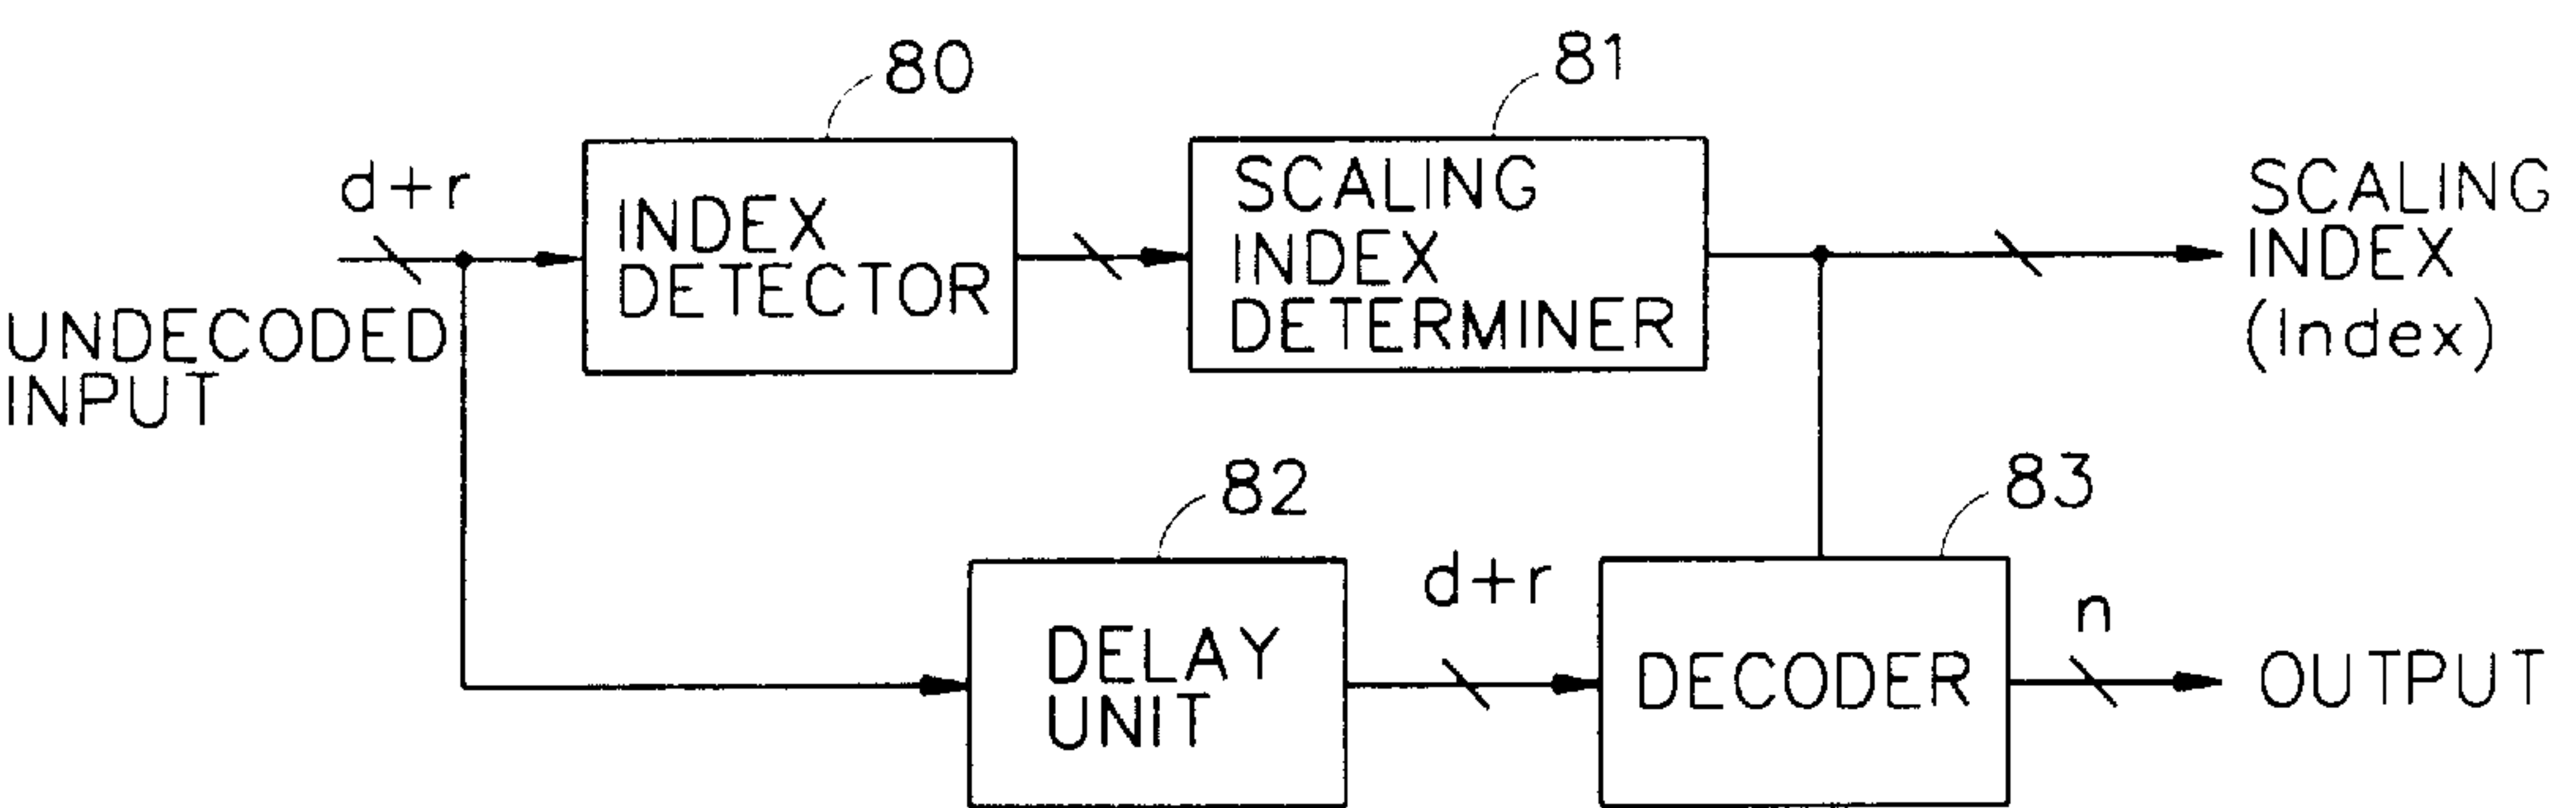 80
81
d+r
INDEX
DETECTOR
SCALING
INDEX
DETERMINER
SCALING
INDEX
(Index)
UNDECODED
INPUT
82
83
d+r
n
DELAY
UNIT
DECODER
OUTPUT